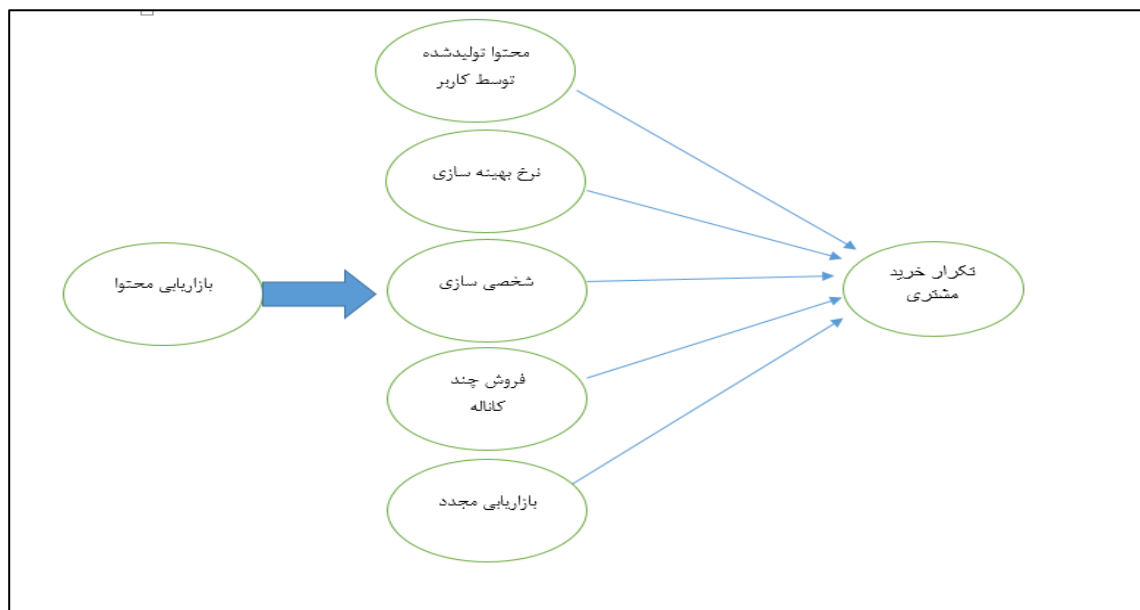 محتوا تولیدشده
توسط کاربر
نرخ بهینه سازی
شخصی سازی
بازاریابی محتوا
تکرار خرید
مشتری
فروش چند
کاناله
بازاریابی مجدد